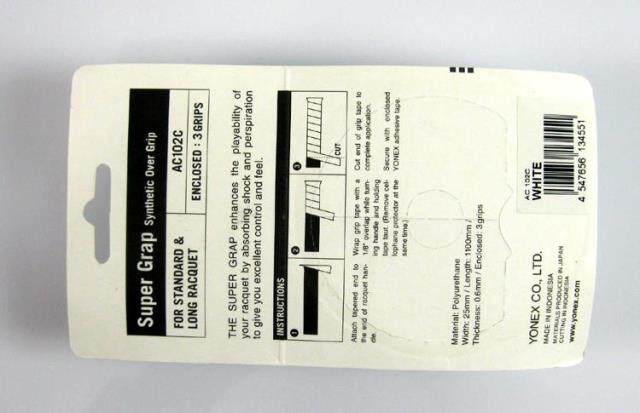 Super Grap Synthetic Over Grip
FOR STANDARD &
LONG RACQUET
AC102C
ENCLOSED : 3 GRIPS
THE SUPER GRAP enhances the playability of
your racquet by absorbing shock and perspiration
to give you excellent control and feel.
INSTRUCTIONS
1
Attach tapered end to
the end of racquet han-
dle.
2
Wrap grip tape with a
1/8" overlap while turn-
ing handle and holding
tape taut. (Remove cel-
lophane protector at the
same time.)
3
CUT
Cut end of grip tape to
complete application.
Secure with enclosed
YONEX adhesive tape.
Material: Polyurethane
Width: 25mm / Length: 1100mm /
Thickness: 0.6mm / Enclosed: 3grips
YONEX CO., LTD.
MADE IN INDONESIA
MATERIALS PRODUCED IN JAPAN
CUTTING IN INDONESIA
www.yonex.com
AC 102C
WHITE
4 547656 134551